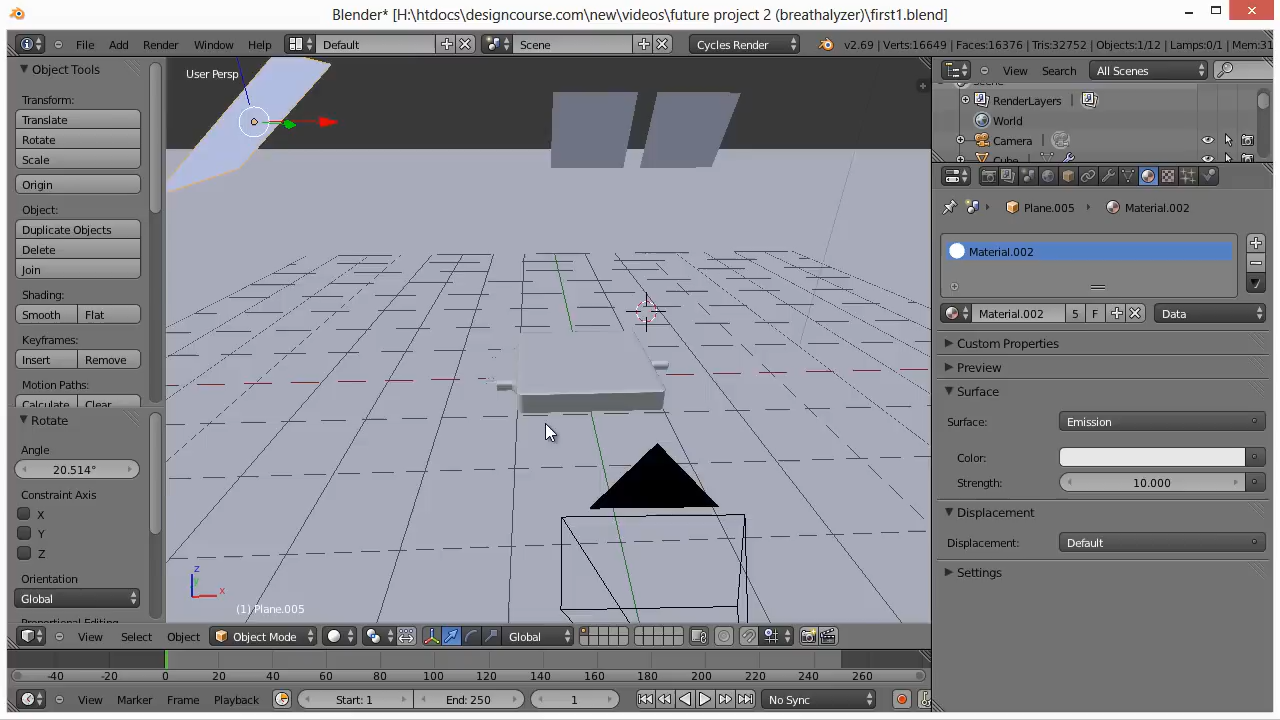 Blender* [H:\htdocs\designcourse.com\new\videos\future project 2 (breathalyzer)\first1.blend]
File Add Render Window Help Default Scene Cycles Render v2.69 | Verts:16649 | Faces:16376 | Tris:32752 | Objects:1/12 | Lamps:0/1 | Mem:31
Object Tools
Transform:
Translate
Rotate
Scale
Origin
Object:
Duplicate Objects
Delete
Join
Shading:
Smooth Flat
Keyframes:
Insert Remove
Motion Paths:
Calculate Clear
Rotate
Angle
20.514°
Constraint Axis
X
Y
Z
Orientation
Global
Proportional Editing
User Persp
z
y
x
(1) Plane.005
View Select Object Object Mode Global
-40 -20 0 20 40 60 80 100 120 140 160 180 200 220 240 260
View Marker Frame Playback Start: 1 End: 250 1 No Sync
View Search All Scenes
Scene
RenderLayers
World
Camera
Cube
Plane.005 Material.002
Material.002
Material.002 5 F Data
Custom Properties
Preview
Surface
Surface: Emission
Color:
Strength: 10.000
Displacement
Displacement: Default
Settings